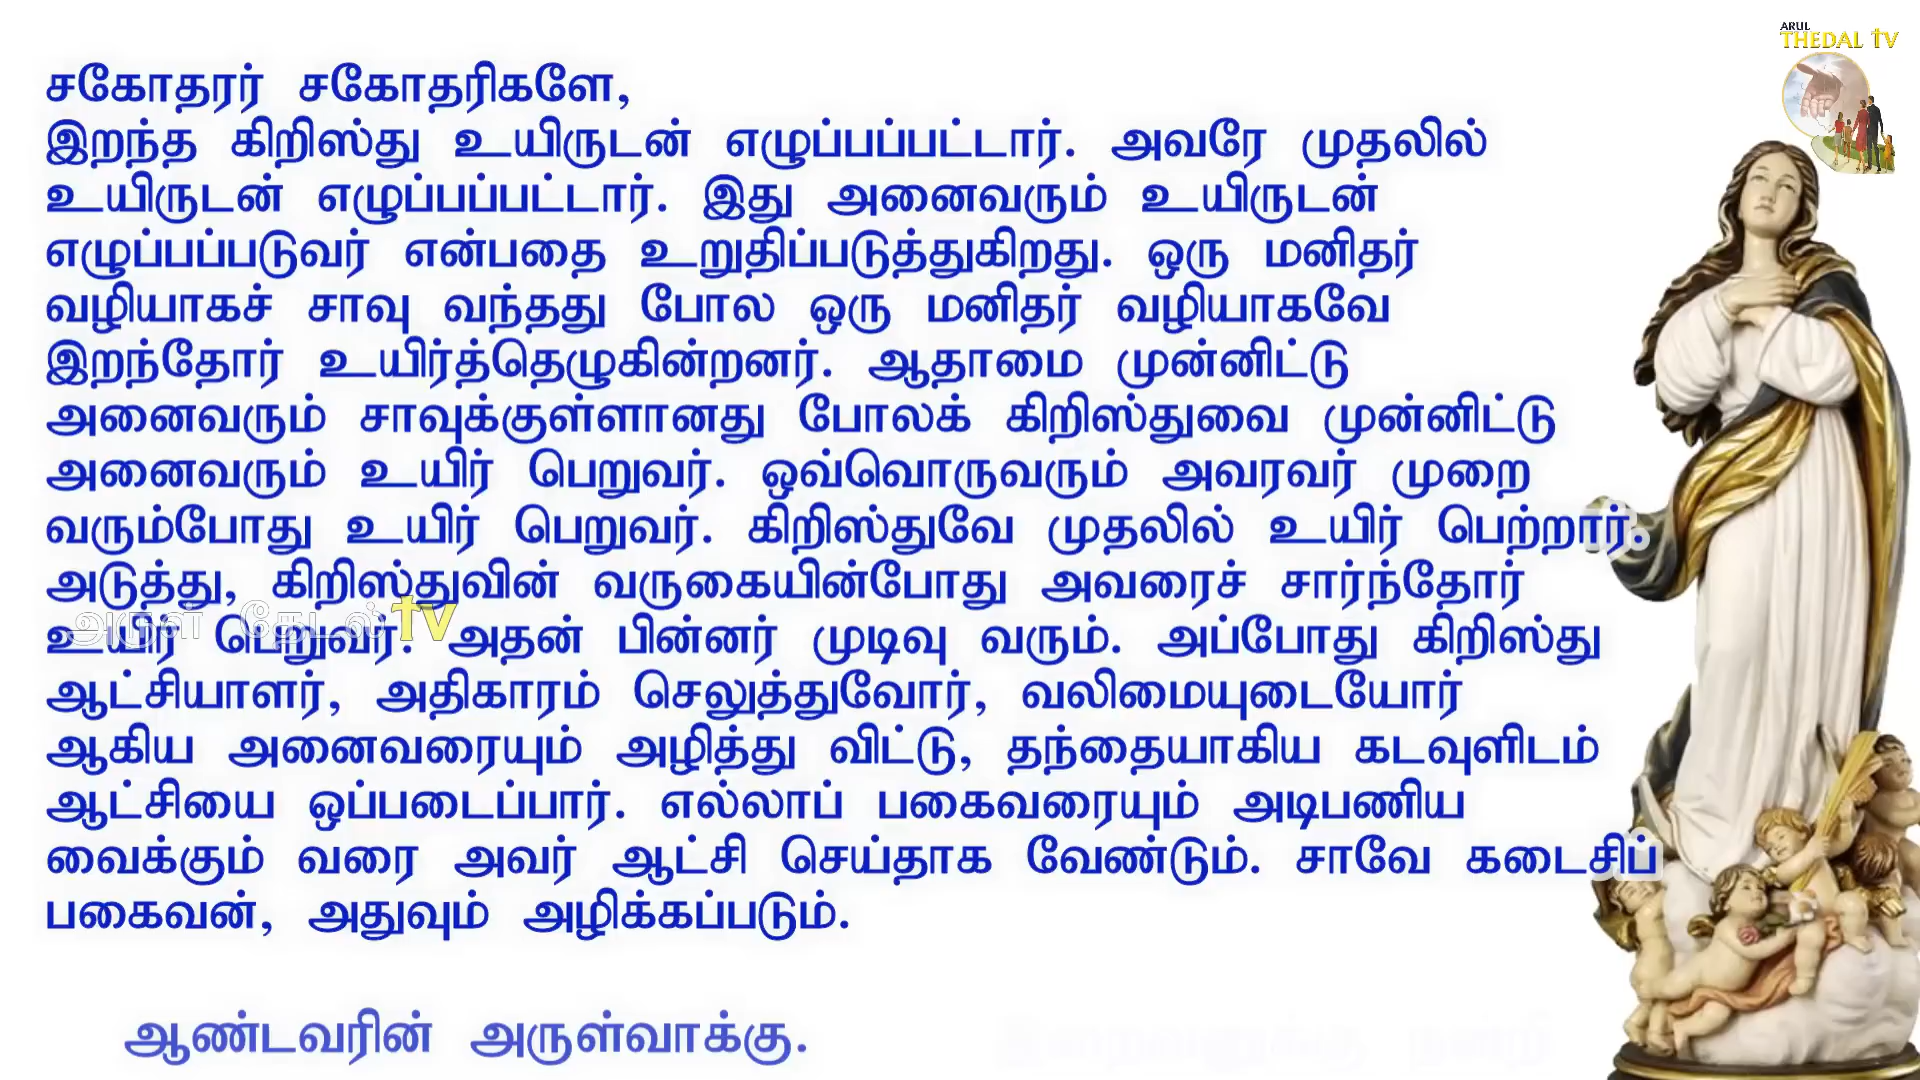 ARUL
THEDAL TV
சகோதரர் சகோதரிகளே,
இறந்த கிறிஸ்து உயிருடன் எழுப்பப்பட்டார். அவரே முதலில்
உயிருடன் எழுப்பப்பட்டார். இது அனைவரும் உயிருடன்
எழுப்பப்படுவர் என்பதை உறுதிப்படுத்துகிறது. ஒரு மனிதர்
வழியாகச் சாவு வந்தது போல ஒரு மனிதர் வழியாகவே
இறந்தோர் உயிர்த்தெழுகின்றனர். ஆதாமை முன்னிட்டு
அனைவரும் சாவுக்குள்ளானது போலக் கிறிஸ்துவை முன்னிட்டு
அனைவரும் உயிர் பெறுவர். ஒவ்வொருவரும் அவரவர் முறை
வரும்போது உயிர் பெறுவர். கிறிஸ்துவே முதலில் உயிர் பெற்றார்.
அடுத்து, கிறிஸ்துவின் வருகையின்போது அவரைச் சார்ந்தோர்
அருள் தேடல் TV
உயிர் பெறுவர். அதன் பின்னர் முடிவு வரும். அப்போது கிறிஸ்து
ஆட்சியாளர், அதிகாரம் செலுத்துவோர், வலிமையுடையோர்
ஆகிய அனைவரையும் அழித்து விட்டு, தந்தையாகிய கடவுளிடம்
ஆட்சியை ஒப்படைப்பார். எல்லாப் பகைவரையும் அடிபணிய
வைக்கும் வரை அவர் ஆட்சி செய்தாக வேண்டும். சாவே கடைசிப்
பகைவன், அதுவும் அழிக்கப்படும்.
ஆண்டவரின் அருள்வாக்கு.